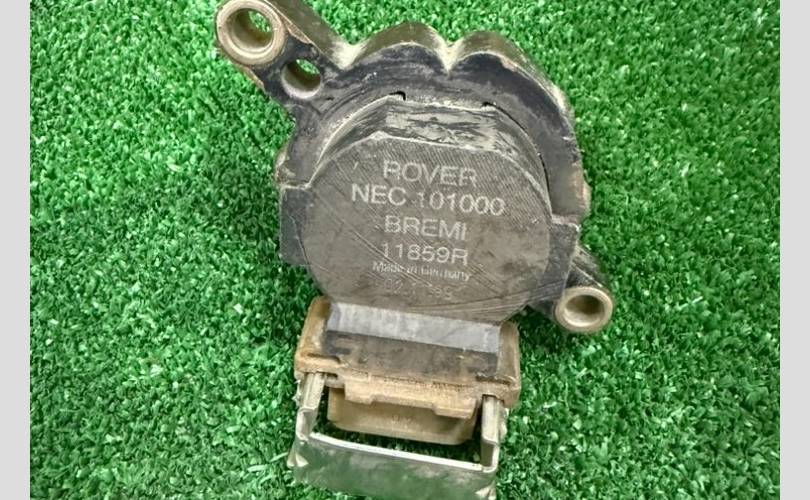 ROVER
NEC 101000
BREMI
11859R
Made in Germany